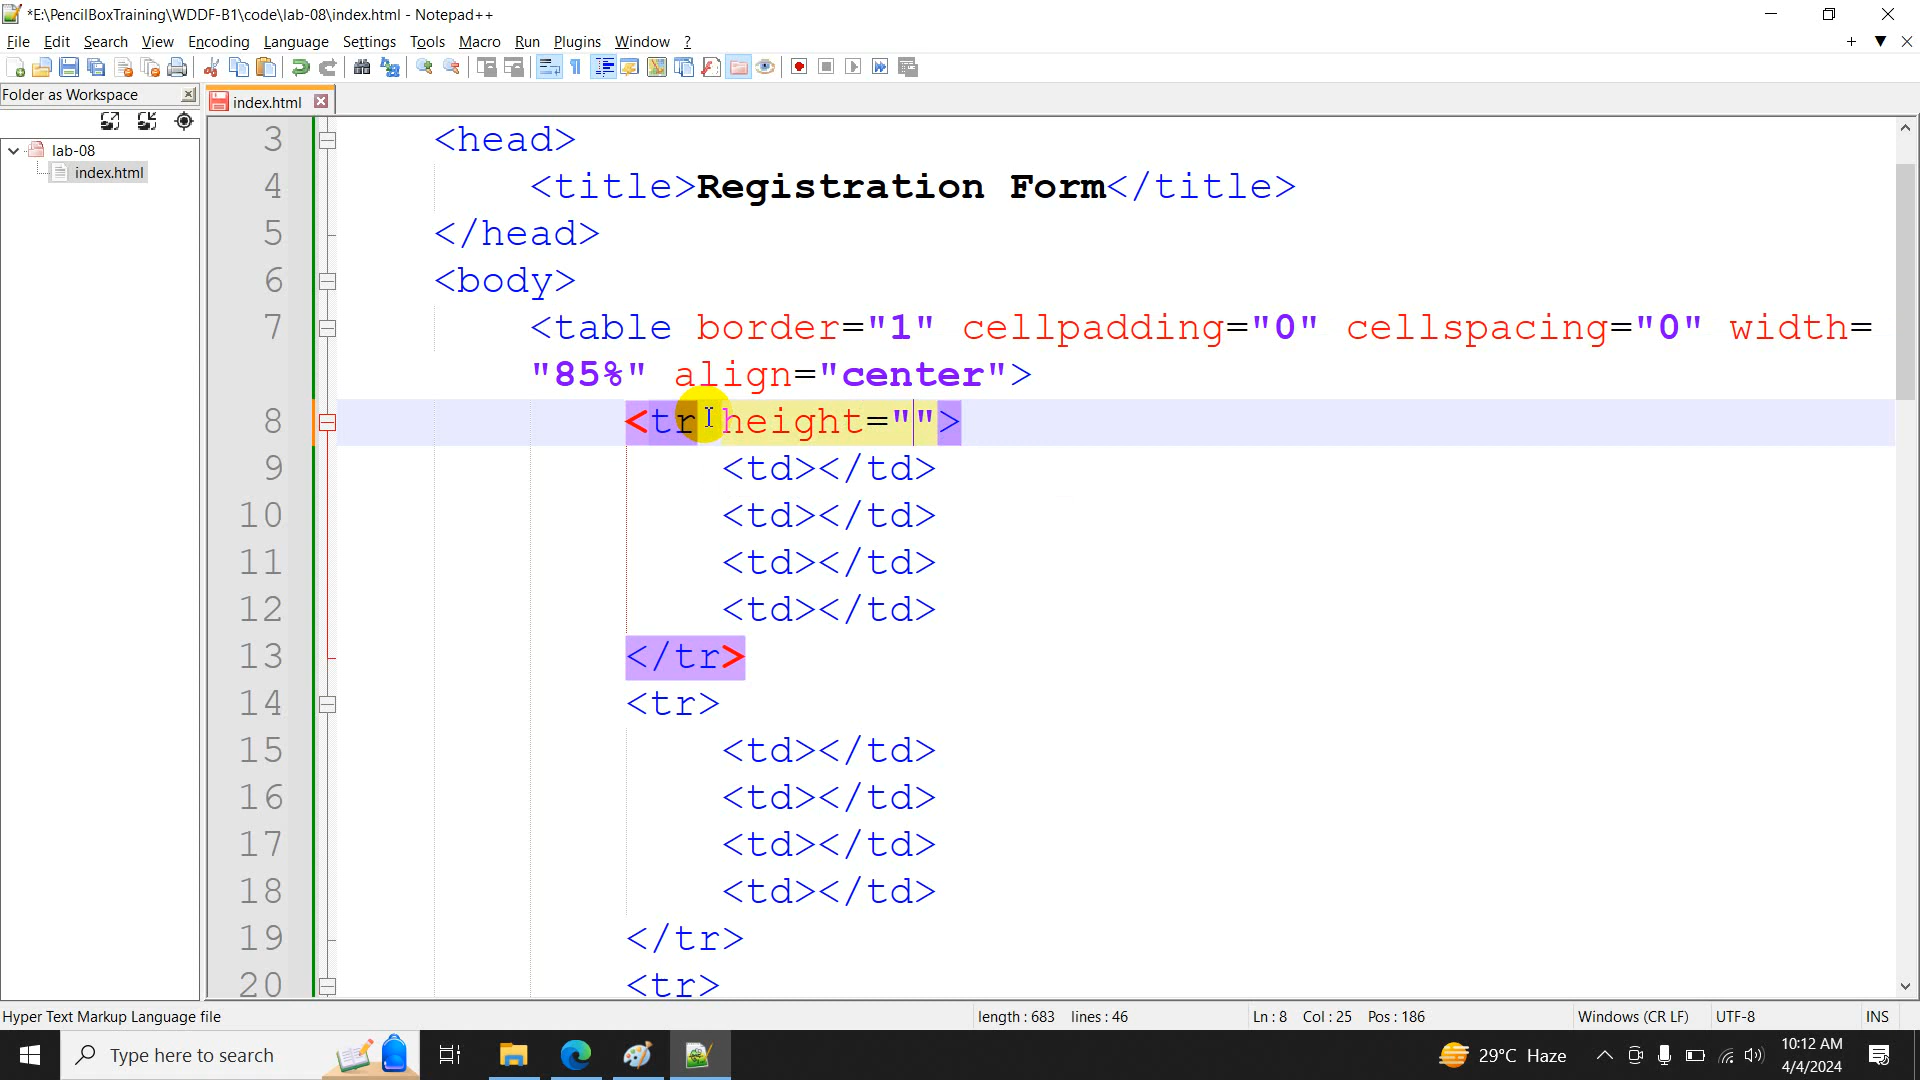 *E:\PencilBoxTraining\WDDF-B1\code\lab-08\index.html - Notepad++
File Edit Search View Encoding Language Settings Tools Macro Run Plugins Window ?
Folder as Workspace
index.html
lab-08
index.html
3 <head>
4 <title>Registration Form</title>
5 </head>
6 <body>
7 <table border="1" cellpadding="0" cellspacing="0" width=
"85%" align="center">
8 <tr height="">
9 <td></td>
10 <td></td>
11 <td></td>
12 <td></td>
13 </tr>
14 <tr>
15 <td></td>
16 <td></td>
17 <td></td>
18 <td></td>
19 </tr>
20 <tr>
Hyper Text Markup Language file length : 683 lines : 46 Ln : 8 Col : 25 Pos : 186 Windows (CR LF) UTF-8 INS
Type here to search
29°C Haze
10:12 AM
4/4/2024